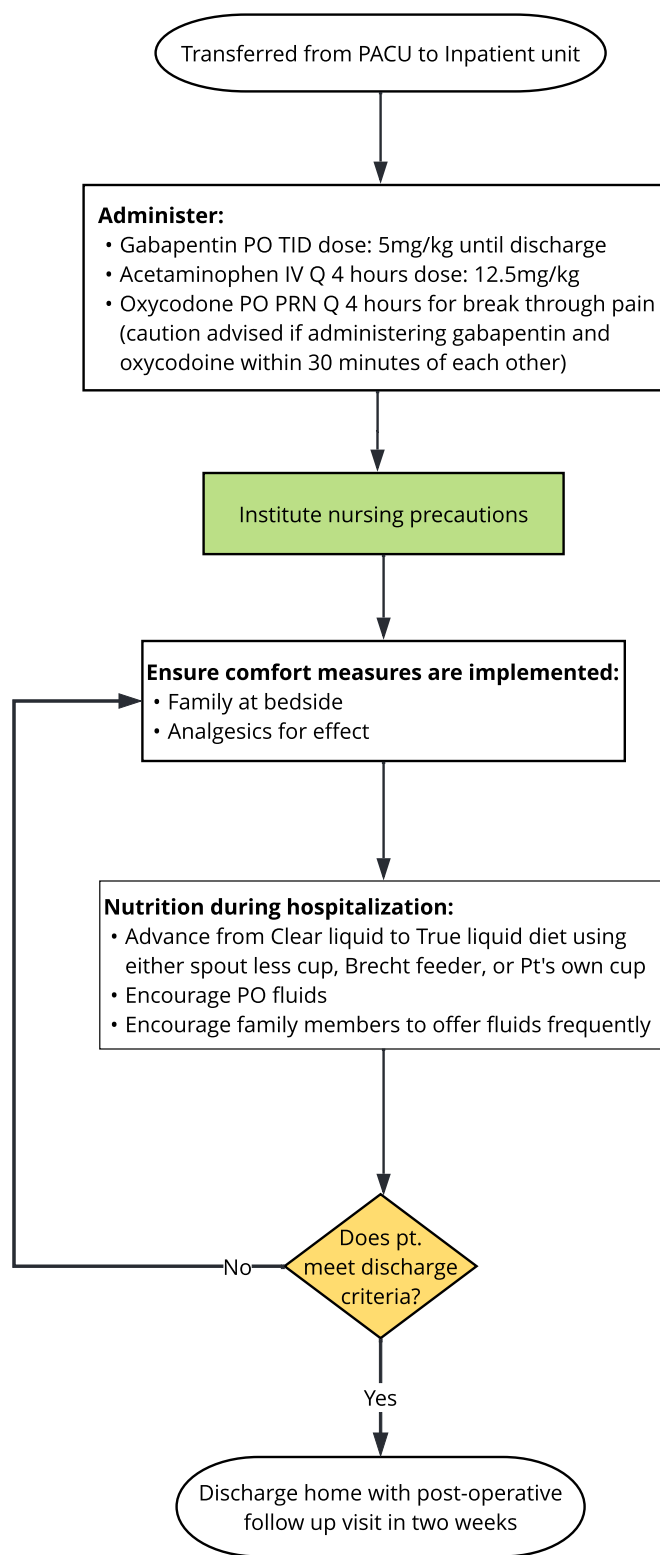 Transferred from PACU to Inpatient unit
Administer:
• Gabapentin PO TID dose: 5mg/kg until discharge
• Acetaminophen IV Q 4 hours dose: 12.5mg/kg
• Oxycodone PO PRN Q 4 hours for break through pain
(caution advised if administering gabapentin and
oxycodoine within 30 minutes of each other)
Institute nursing precautions
Ensure comfort measures are implemented:
• Family at bedside
• Analgesics for effect
Nutrition during hospitalization:
• Advance from Clear liquid to True liquid diet using
either spout less cup, Brecht feeder, or Pt's own cup
• Encourage PO fluids
• Encourage family members to offer fluids frequently
Does pt.
meet discharge
criteria?
No
Yes
Discharge home with post-operative
follow up visit in two weeks